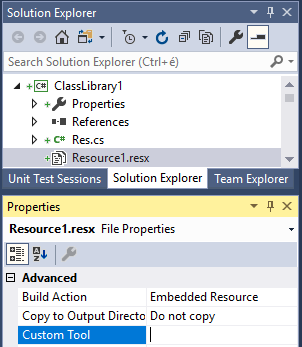 Solution Explorer
Search Solution Explorer (Ctrl+é)
C# ClassLibrary1
Properties
References
C# Res.cs
Resource1.resx
Unit Test Sessions Solution Explorer Team Explorer
Properties
Resource1.resx File Properties
Advanced
Build Action Embedded Resource
Copy to Output Directo Do not copy
Custom Tool